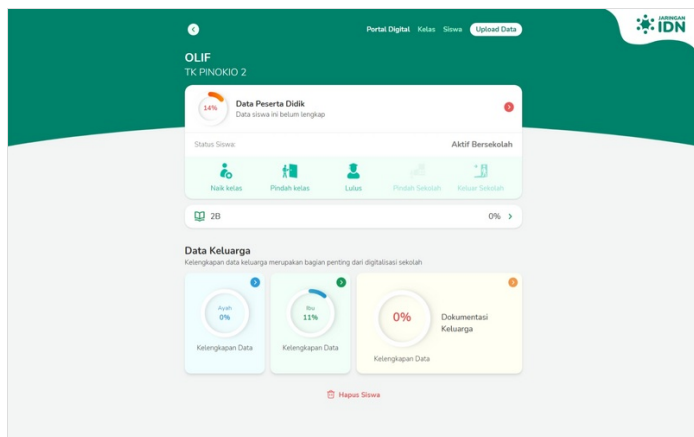 Portal Digital Kelas Siswa Upload Data
JARINGAN
IDN
OLIF
TK PINOKIO 2
14%
Data Peserta Didik
Data siswa ini belum lengkap
Status Siswa:
Aktif Bersekolah
Naik kelas
Pindah kelas
Lulus
Pindah Sekolah
Keluar Sekolah
2B
0%
Data Keluarga
Kelengkapan data keluarga merupakan bagian penting dari digitalisasi sekolah
Ayah
0%
Kelengkapan Data
Ibu
11%
Kelengkapan Data
0%
Dokumentasi
Keluarga
Kelengkapan Data
Hapus Siswa